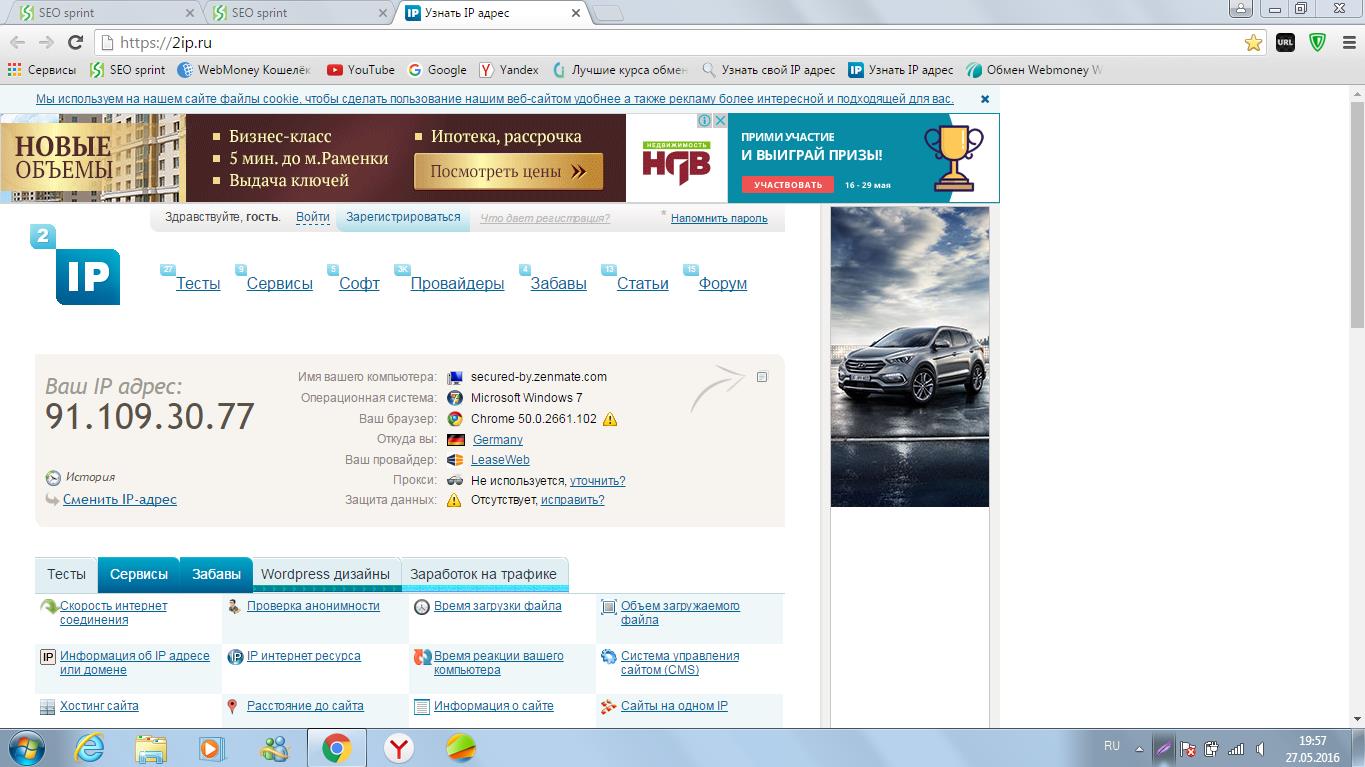 SEO sprint
SEO sprint
IP Узнать IP адрес
https://2ip.ru
URL
Сервисы
SEO sprint
WebMoney Кошелёк
YouTube
Google
Yandex
Лучшие курса обмен
Узнать свой IP адрес
IP Узнать IP адрес
Обмен Webmoney W
Мы используем на нашем сайте файлы cookie, чтобы сделать пользование нашим веб-сайтом удобнее а также рекламу более интересной и подходящей для вас.
НОВЫЕ
ОБЪЕМЫ
Бизнес-класс
5 мин. до м.Раменки
Выдача ключей
Ипотека, рассрочка
Посмотреть цены »
НЕДВИЖИМОСТЬ
НДВ
ПРИМИ УЧАСТИЕ
И ВЫИГРАЙ ПРИЗЫ!
УЧАСТВОВАТЬ
16 - 29 мая
Здравствуйте, гость. Войти Зарегистрироваться Что дает регистрация? * Напомнить пароль
2
IP
27 Тесты
9 Сервисы
5 Софт
3K Провайдеры
4 Забавы
13 Статьи
15 Форум
Ваш IP адрес:
91.109.30.77
История
Сменить IP-адрес
Имя вашего компьютера: secured-by.zenmate.com
Операционная система: Microsoft Windows 7
Ваш браузер: Chrome 50.0.2661.102
Откуда вы: Germany
Ваш провайдер: LeaseWeb
Прокси: Не используется, уточнить?
Защита данных: Отсутствует, исправить?
Тесты Сервисы Забавы Wordpress дизайны Заработок на трафике
Скорость интернет
соединения
Проверка анонимности
Время загрузки файла
Объем загружаемого
файла
IP Информация об IP адресе
или домене
IP IP интернет ресурса
Время реакции вашего
компьютера
Система управления
сайтом (CMS)
Хостинг сайта
Расстояние до сайта
Информация о сайте
Сайты на одном IP
RU
19:57
27.05.2016